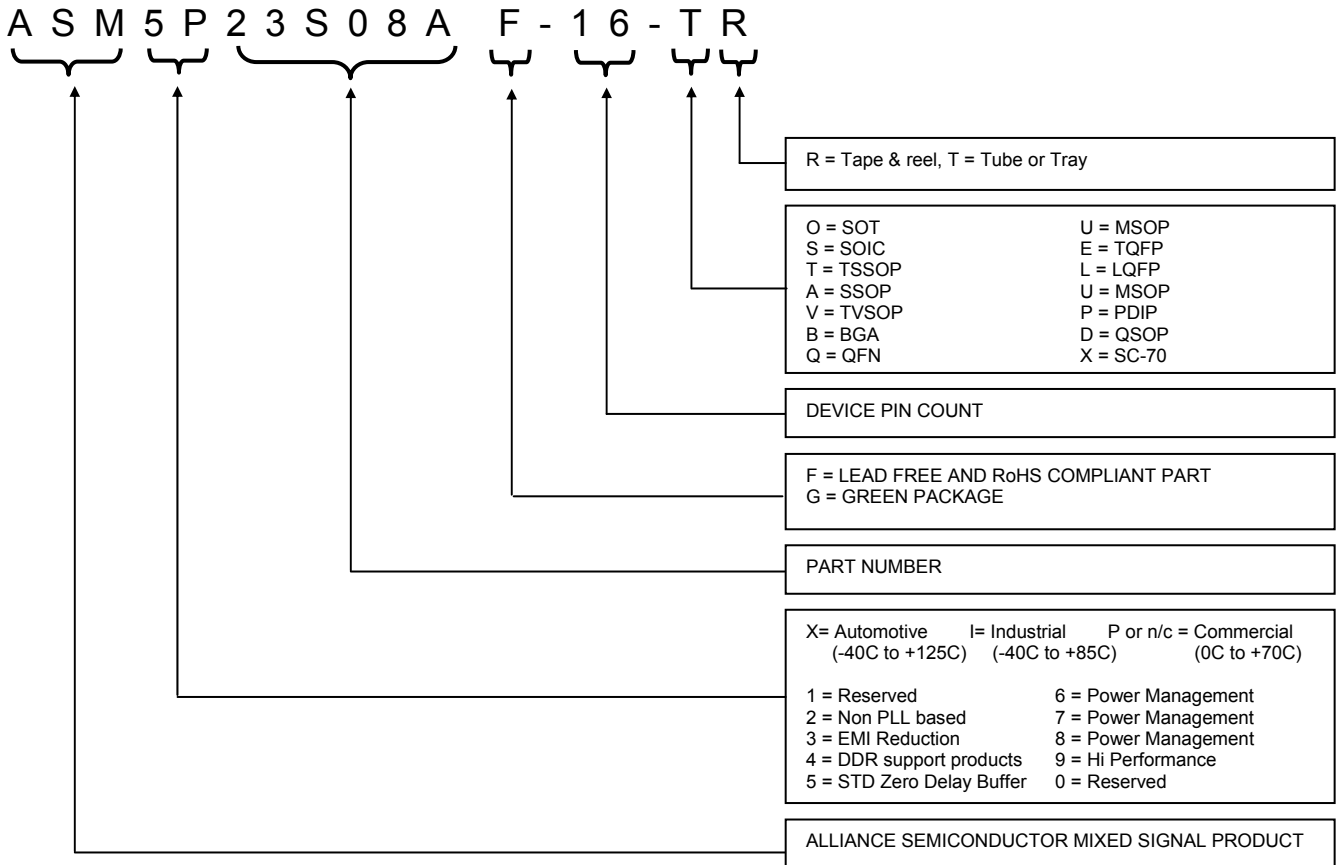 A S M 5 P 2 3 S 0 8 A F - 1 6 - T R
R = Tape & reel, T = Tube or Tray
O = SOT U = MSOP
S = SOIC E = TQFP
T = TSSOP L = LQFP
A = SSOP U = MSOP
V = TVSOP P = PDIP
B = BGA D = QSOP
Q = QFN X = SC-70
DEVICE PIN COUNT
F = LEAD FREE AND RoHS COMPLIANT PART
G = GREEN PACKAGE
PART NUMBER
X= Automotive I= Industrial P or n/c = Commercial
(-40C to +125C) (-40C to +85C) (0C to +70C)
1 = Reserved 6 = Power Management
2 = Non PLL based 7 = Power Management
3 = EMI Reduction 8 = Power Management
4 = DDR support products 9 = Hi Performance
5 = STD Zero Delay Buffer 0 = Reserved
ALLIANCE SEMICONDUCTOR MIXED SIGNAL PRODUCT